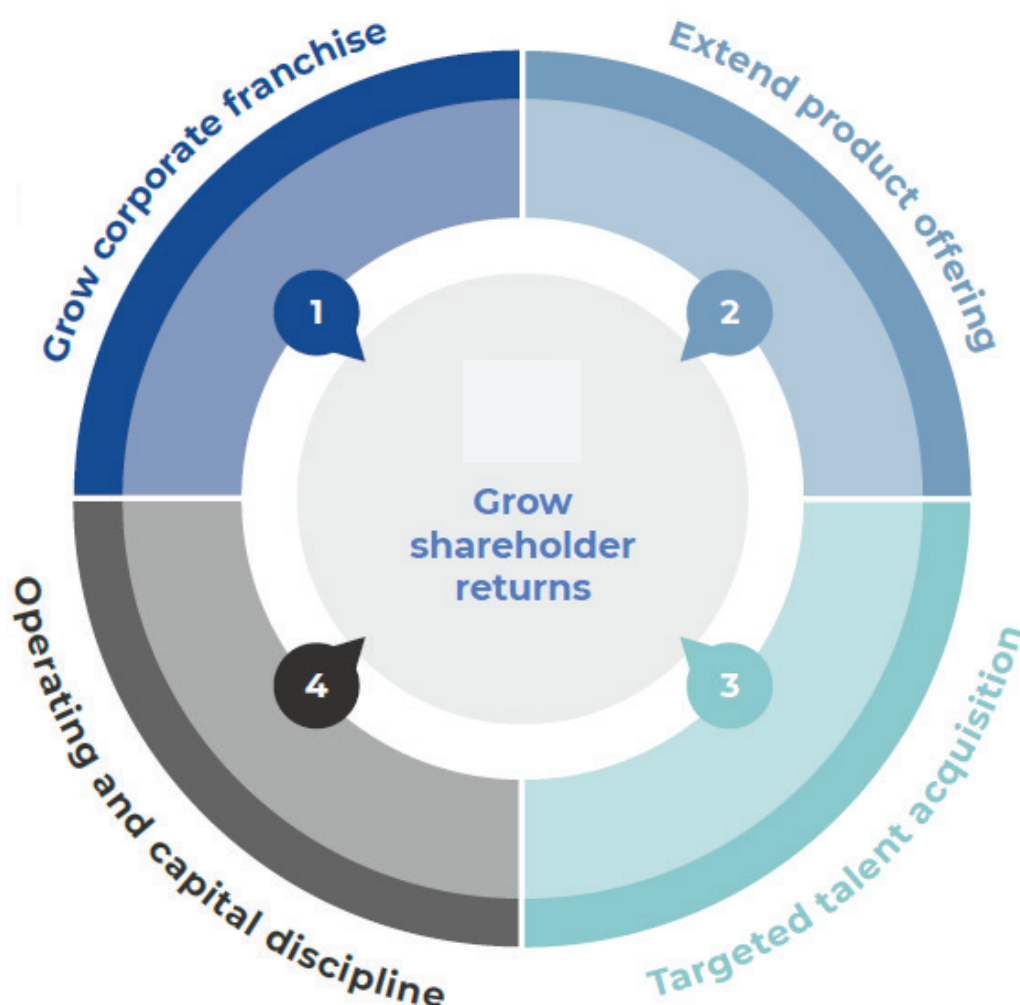 Grow corporate franchise
Extend product offering
1
2
Grow
shareholder
returns
4
3
Operating and capital discipline
Targeted talent acquisition